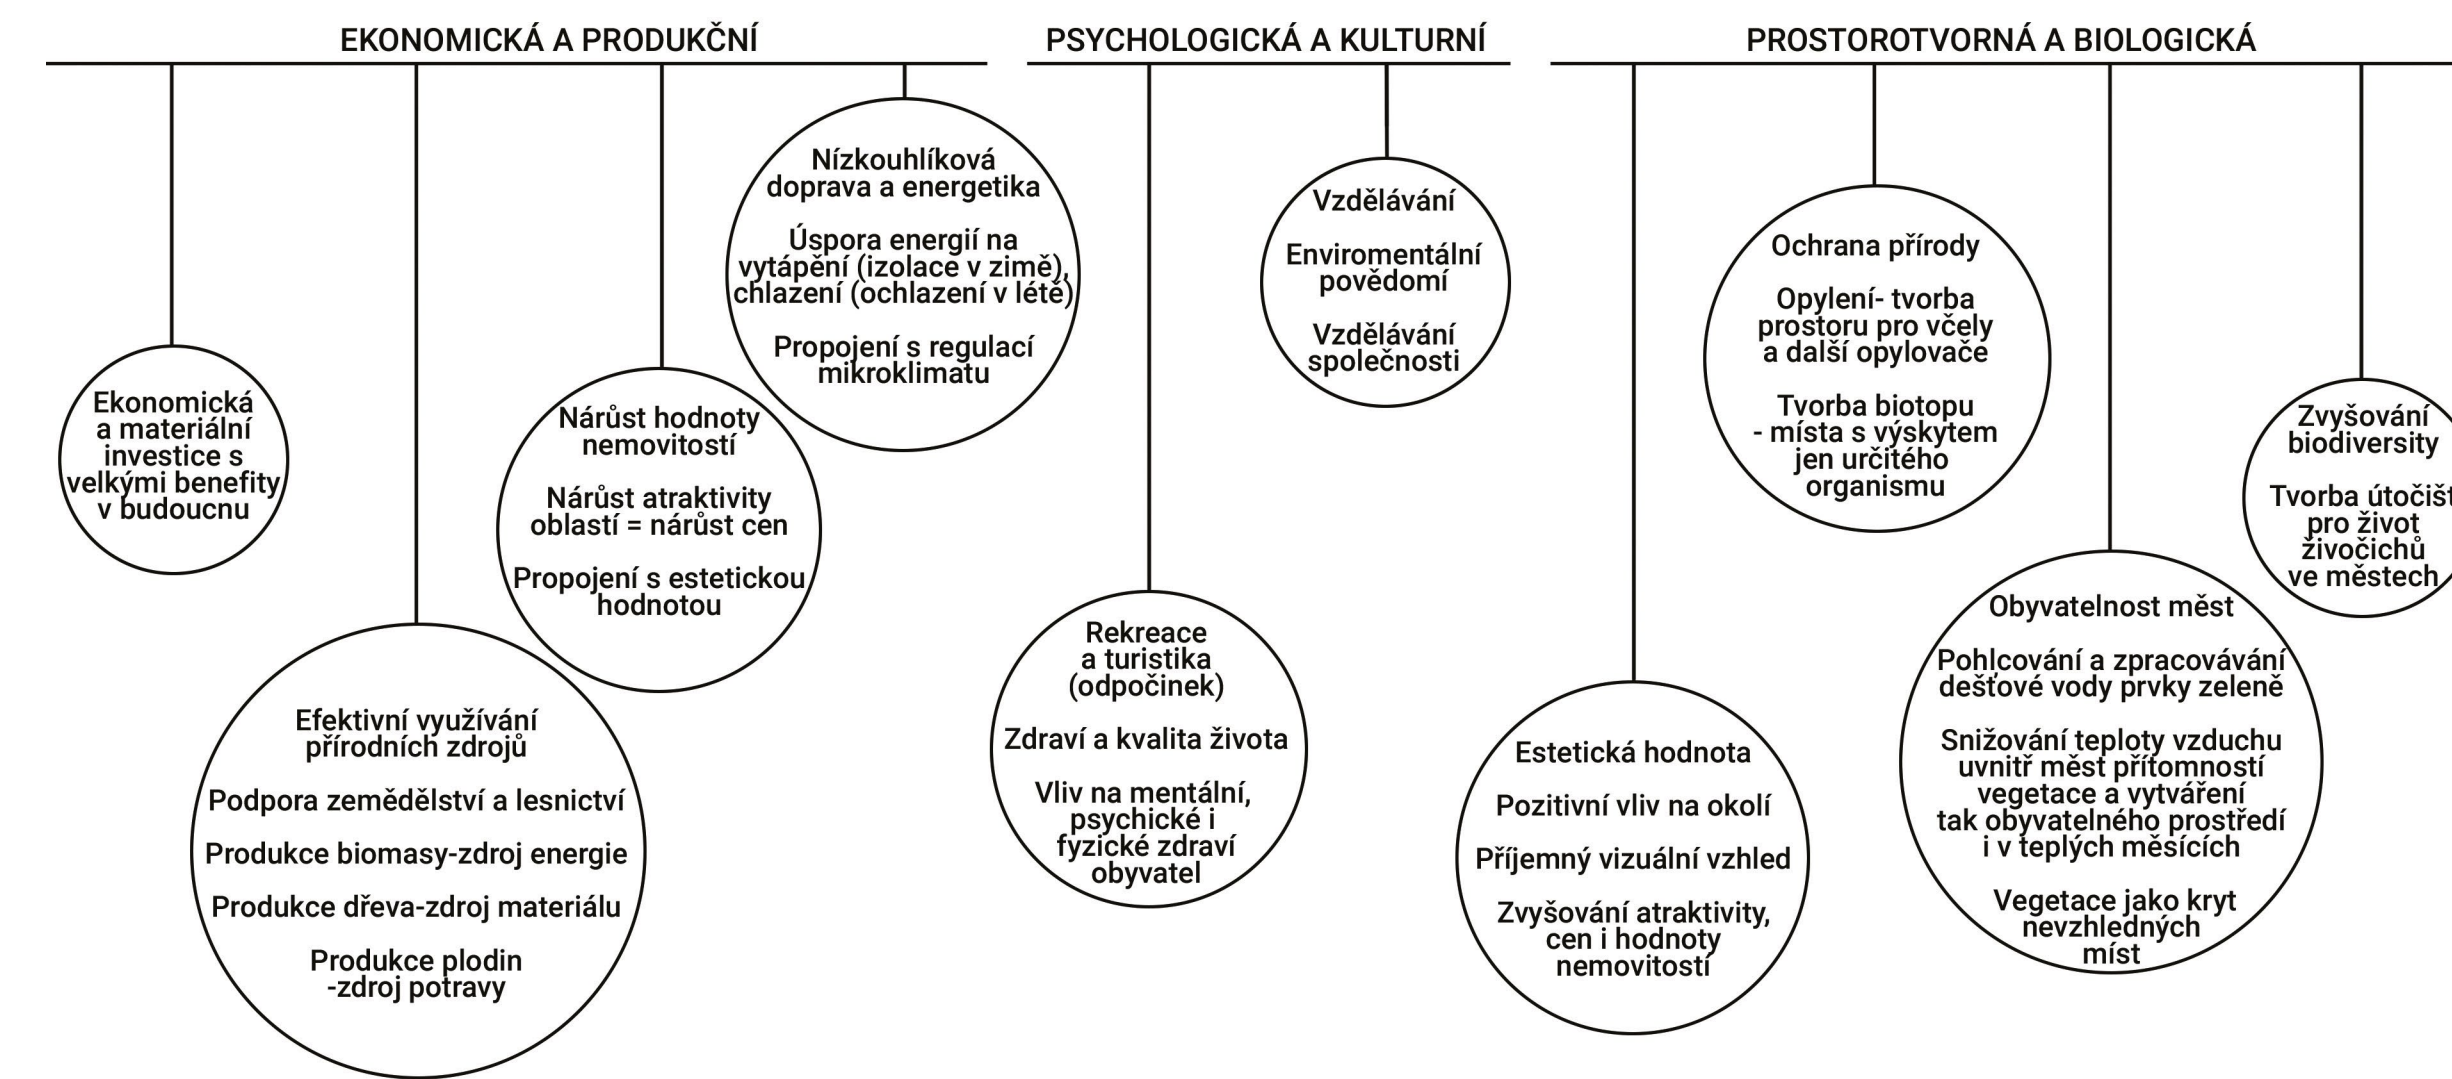 EKONOMICKÁ A PRODUKČNÍ
Ekonomická
a materiální
investice s
velkými benefity
v budoucnu
Efektivní využívání
přírodních zdrojů
Podpora zemědělství a lesnictví
Produkce biomasy-zdroj energie
Produkce dřeva-zdroj materiálu
Produkce plodin
-zdroj potravy
Nárůst hodnoty
nemovitostí
Nárůst atraktivity
oblastí = nárůst cen
Propojení s estetickou
hodnotou
Nízkouhlíková
doprava a energetika
Úspora energií na
vytápění (izolace v zimě),
chlazení (ochlazení v létě)
Propojení s regulací
mikroklimatu
PSYCHOLOGICKÁ A KULTURNÍ
Rekreace
a turistika
(odpočinek)
Zdraví a kvalita života
Vliv na mentální,
psychické i
fyzické zdraví
obyvatel
Vzdělávání
Enviromentální
povědomí
Vzdělávání
společnosti
PROSTOROTVORNÁ A BIOLOGICKÁ
Estetická hodnota
Pozitivní vliv na okolí
Příjemný vizuální vzhled
Zvyšování atraktivity,
cen i hodnoty
nemovitostí
Ochrana přírody
Opylení- tvorba
prostoru pro včely
a další opylovače
Tvorba biotopu
- místa s výskytem
jen určitého
organismu
Obyvatelnost měst
Pohlcování a zpracovávání
dešťové vody prvky zeleně
Snižování teploty vzduchu
uvnitř měst přítomností
vegetace a vytváření
tak obyvatelného prostředí
i v teplých měsících
Vegetace jako kryt
nevzhledných
míst
Zvyšování
biodiversity
Tvorba útočišť
pro život
živočichů
ve městech